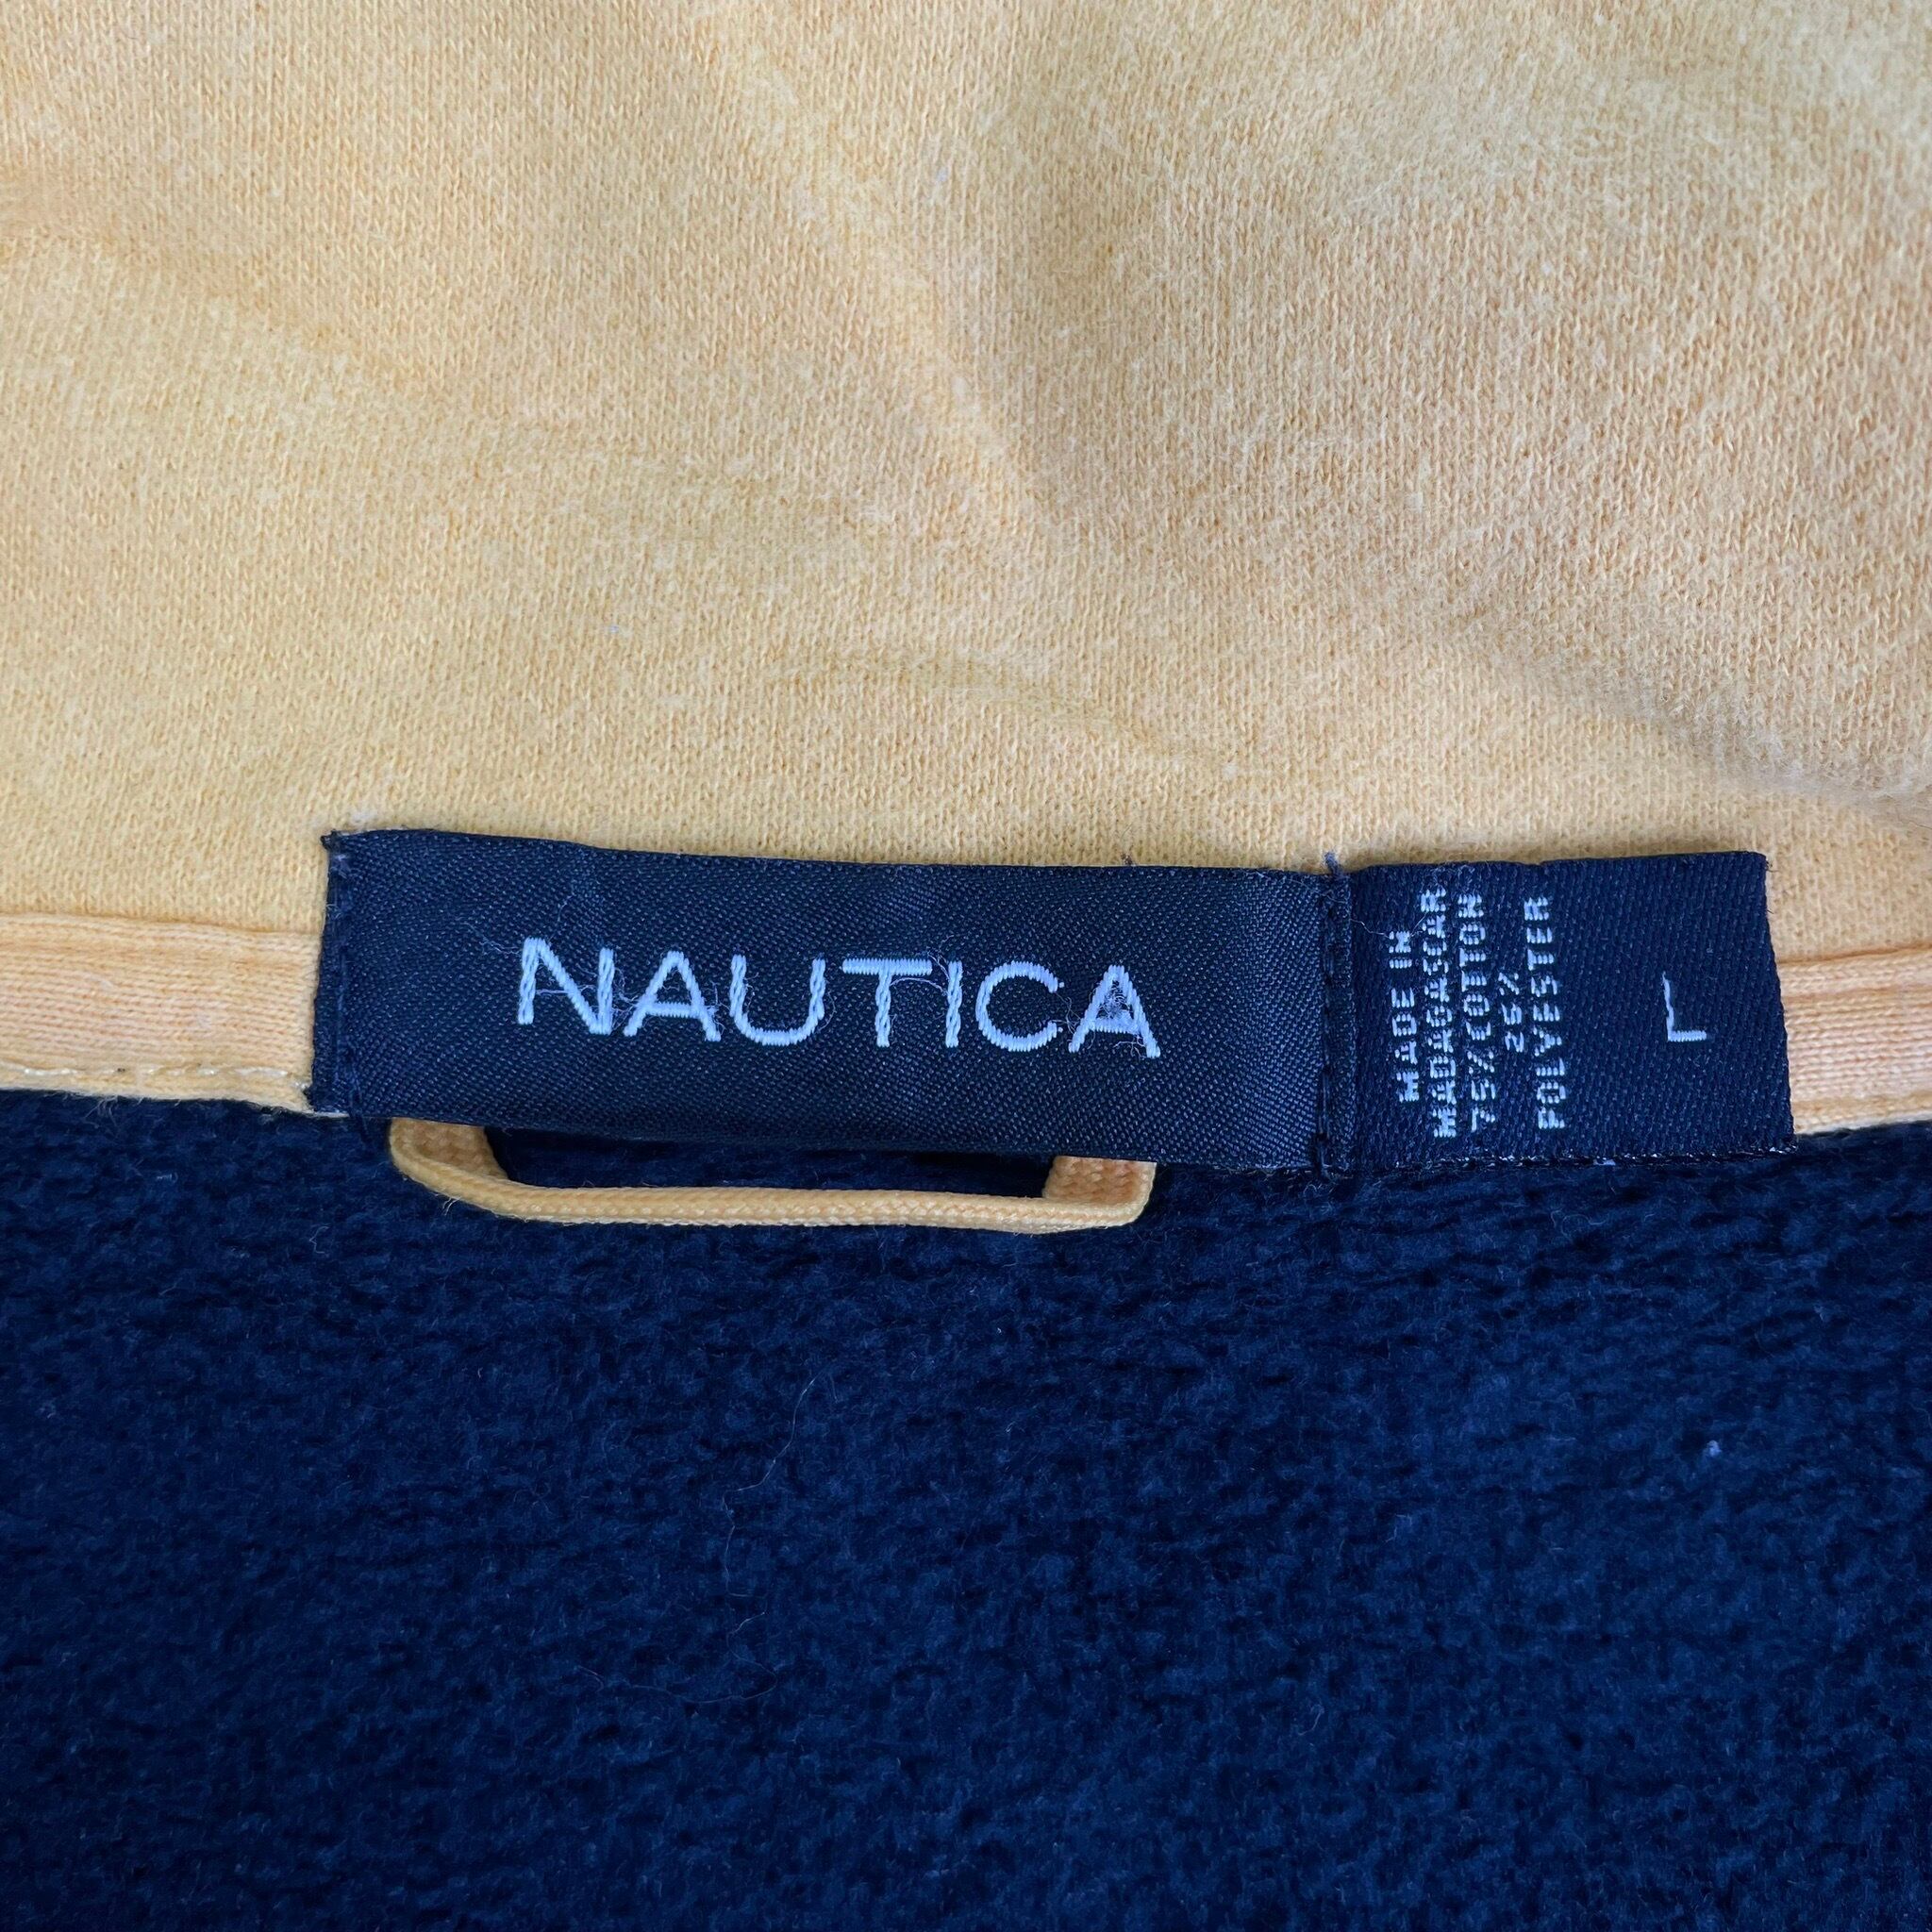 NAUTICA
MADE IN
MADAGASCAR
75% COTTON
25%
POLYESTER
L